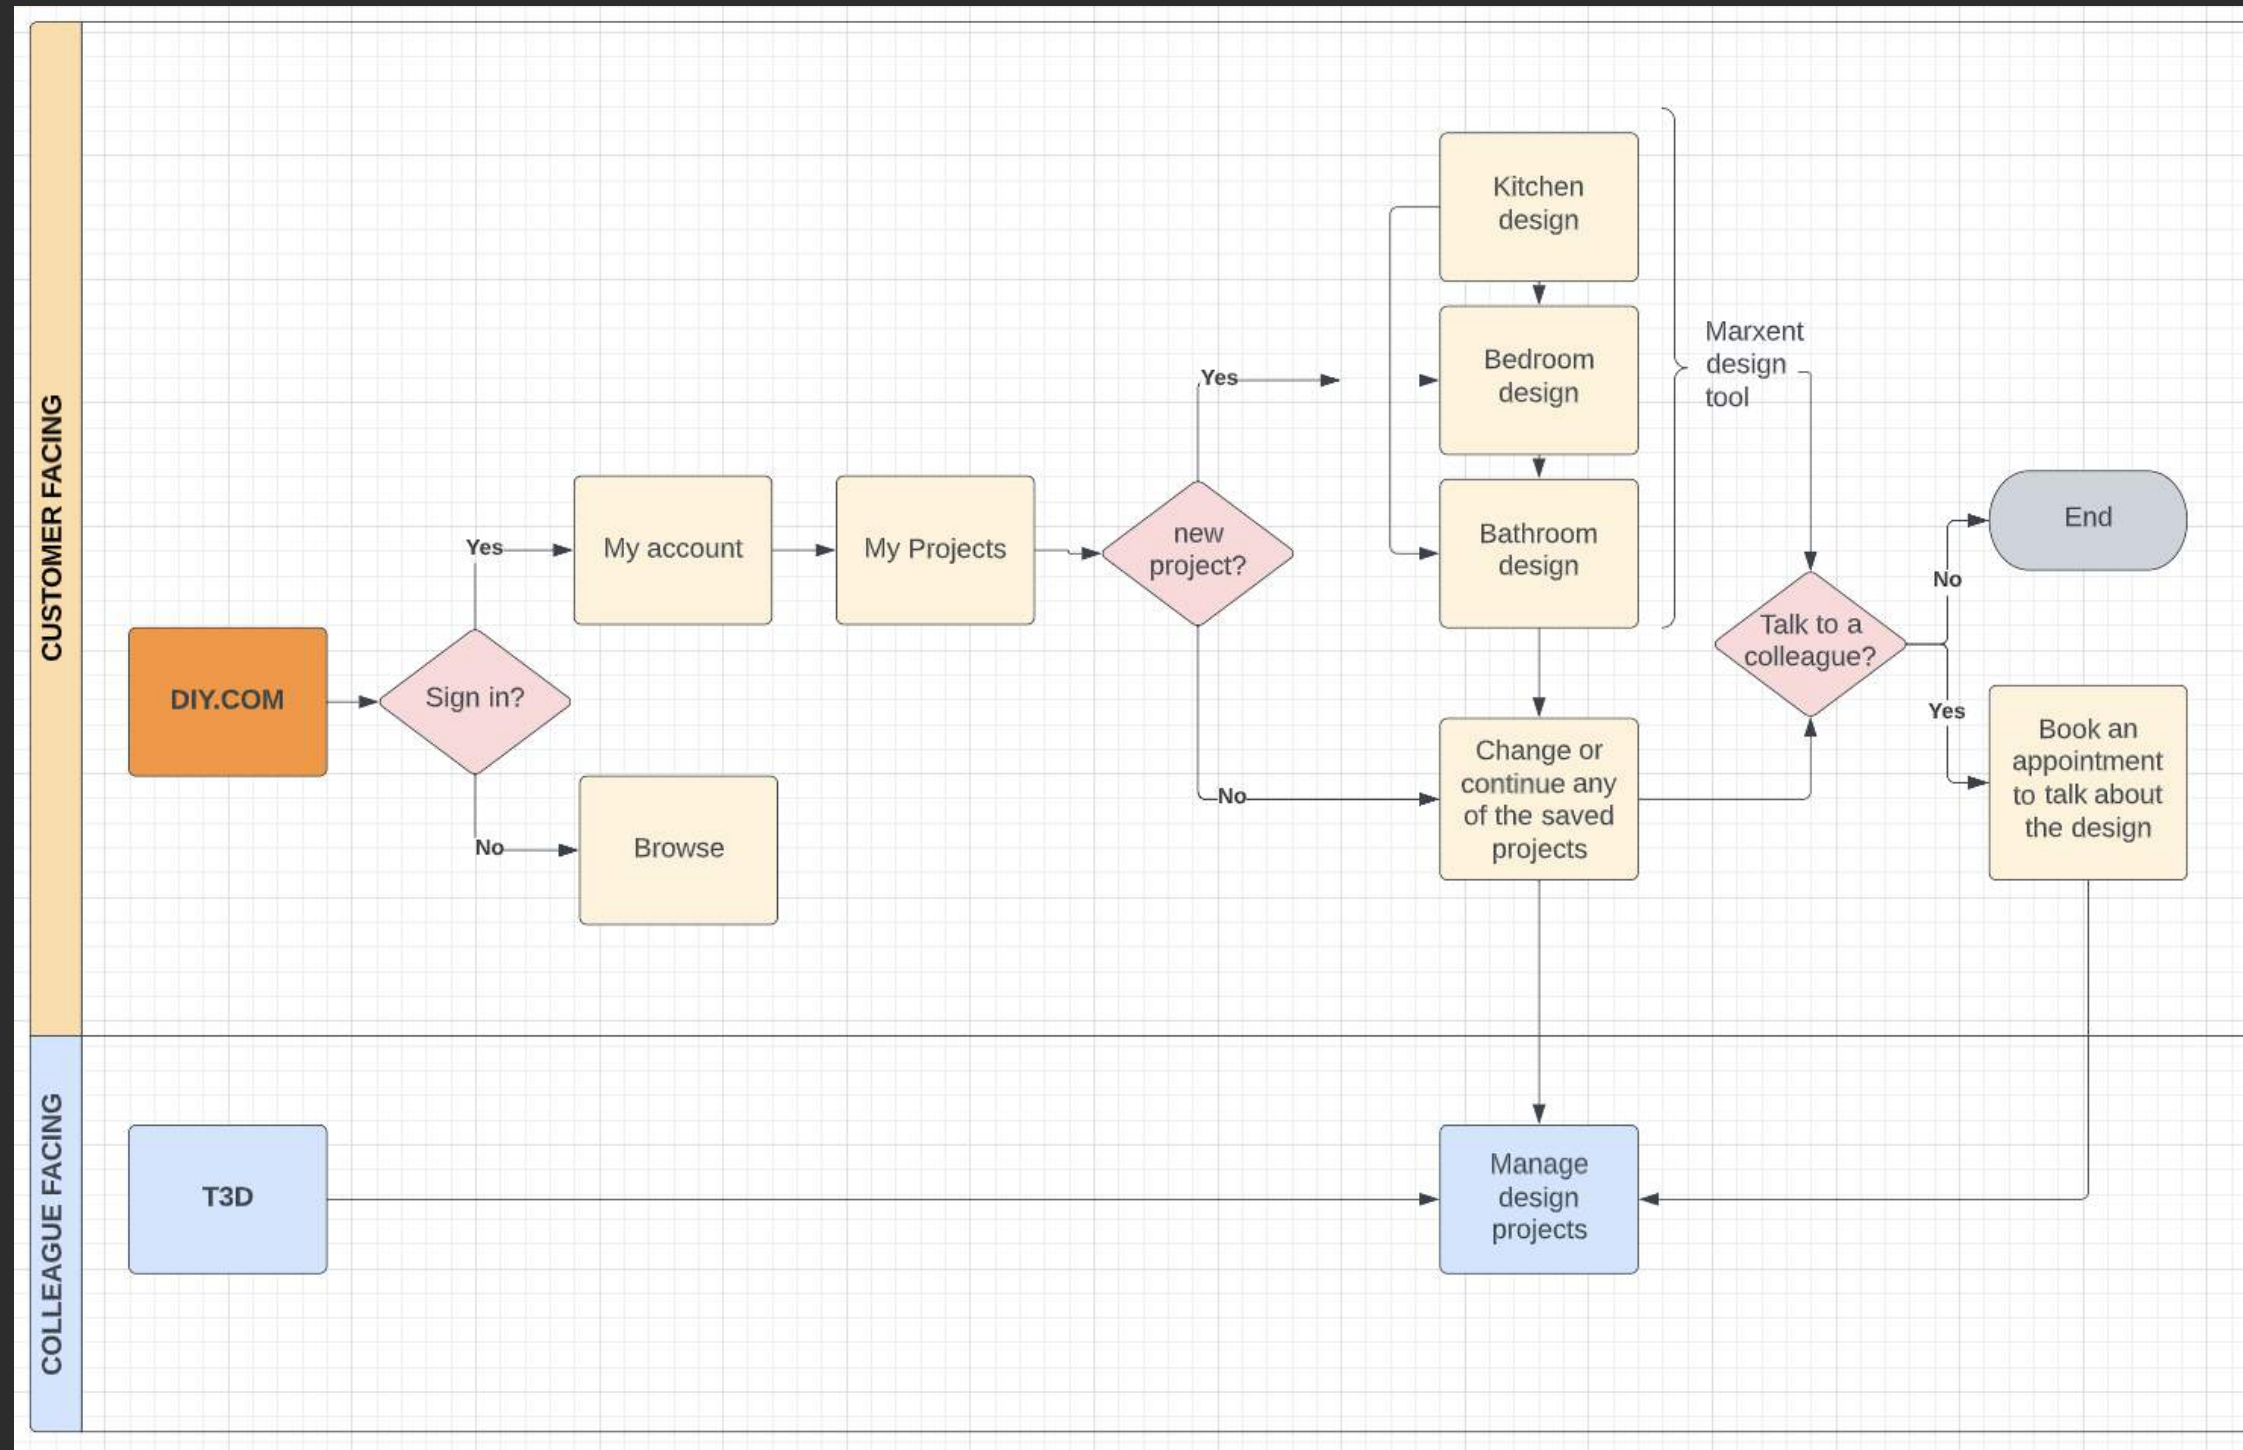 CUSTOMER FACING
DIY.COM
Sign in?
Yes
No
My account
Browse
My Projects
new
project?
Yes
No
Kitchen
design
Bedroom
design
Bathroom
design
Marxent
design
tool
Change or
continue any
of the saved
projects
Talk to a
colleague?
No
Yes
End
Book an
appointment
to talk about
the design
COLLEAGUE FACING
T3D
Manage
design
projects